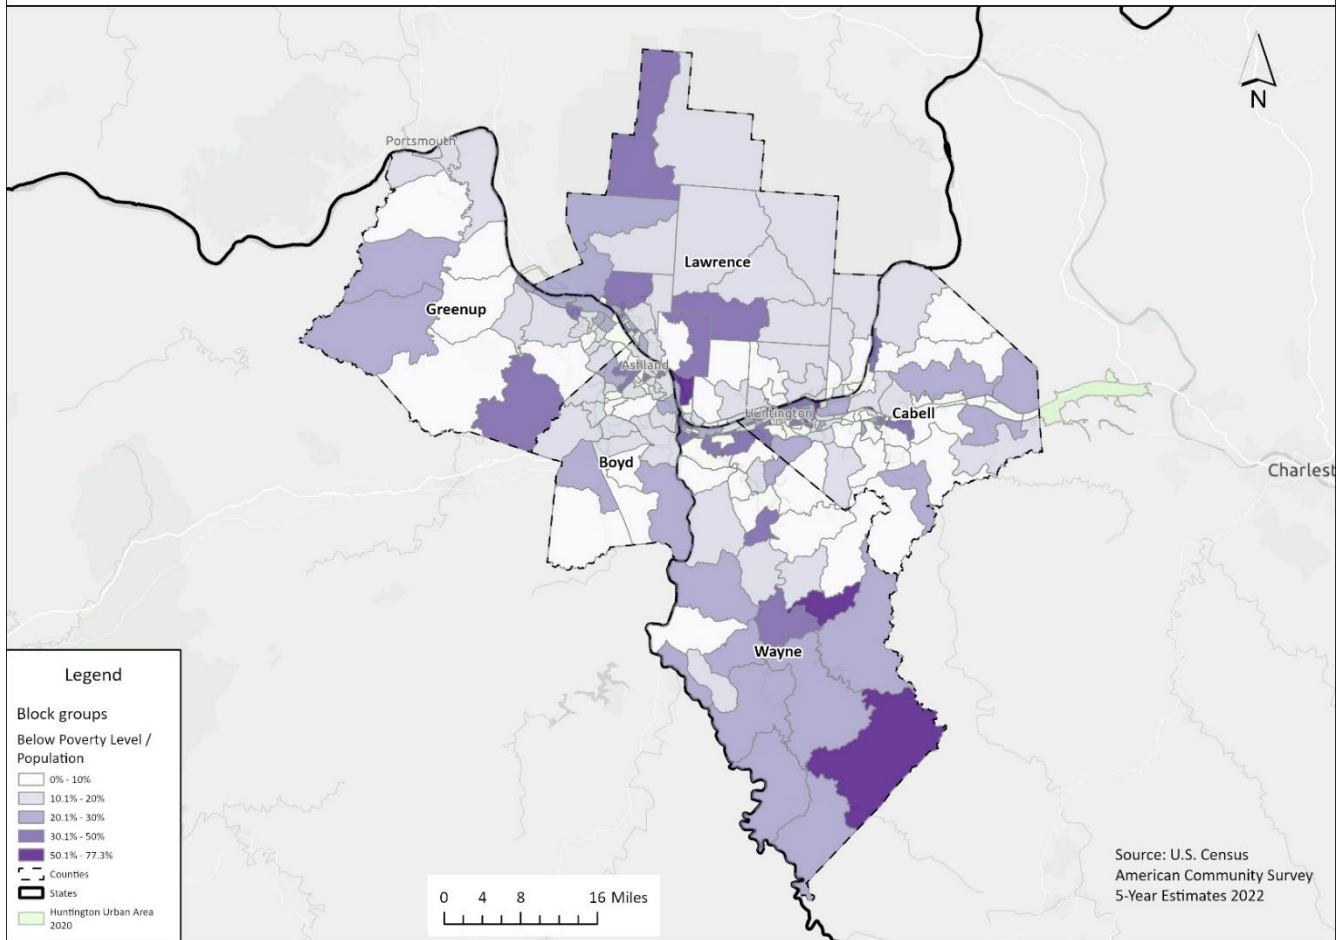 N
Portsmouth
Lawrence
Greenup
Ashland
Huntington
Cabell
Charlest
Boyd
Wayne
Legend
Block groups
Below Poverty Level /
Population
0% - 10%
10.1% - 20%
20.1% - 30%
30.1% - 50%
50.1% - 77.3%
Counties
States
Huntington Urban Area
2020
0 4 8 16 Miles
Source: U.S. Census
American Community Survey
5-Year Estimates 2022